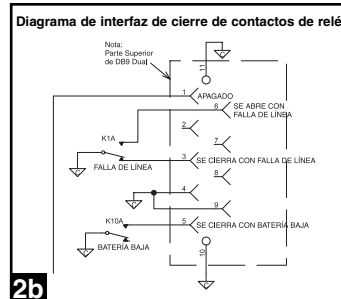 Diagrama de interfaz de cierre de contactos de relé
Nota:
Parte Superior
de DB9 Dual
C
11
1
APAGADO
6
SE ABRE CON
FALLA DE LÍNEA
2
K1A
7
3
SE CIERRA CON FALLA DE LÍNEA
C
FALLA DE LÍNEA
8
4
C
9
K10A
5
SE CIERRA CON BATERÍA BAJA
C
BATERÍA BAJA
10
C
2b